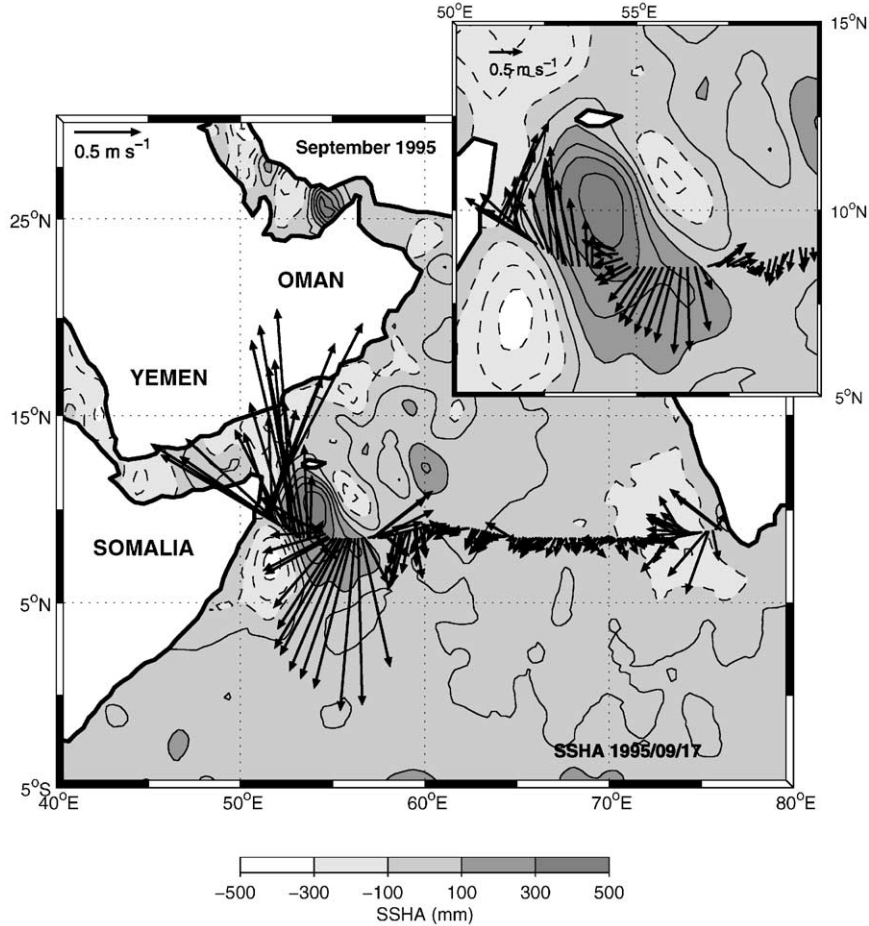 50°E 55°E
15°N
0.5 m s⁻¹
10°N
5°N
0.5 m s⁻¹
September 1995
25°N
OMAN
YEMEN
15°N
SOMALIA
5°N
SSHA 1995/09/17
5°S
40°E 50°E 60°E 70°E 80°E
−500 −300 −100 100 300 500
SSHA (mm)